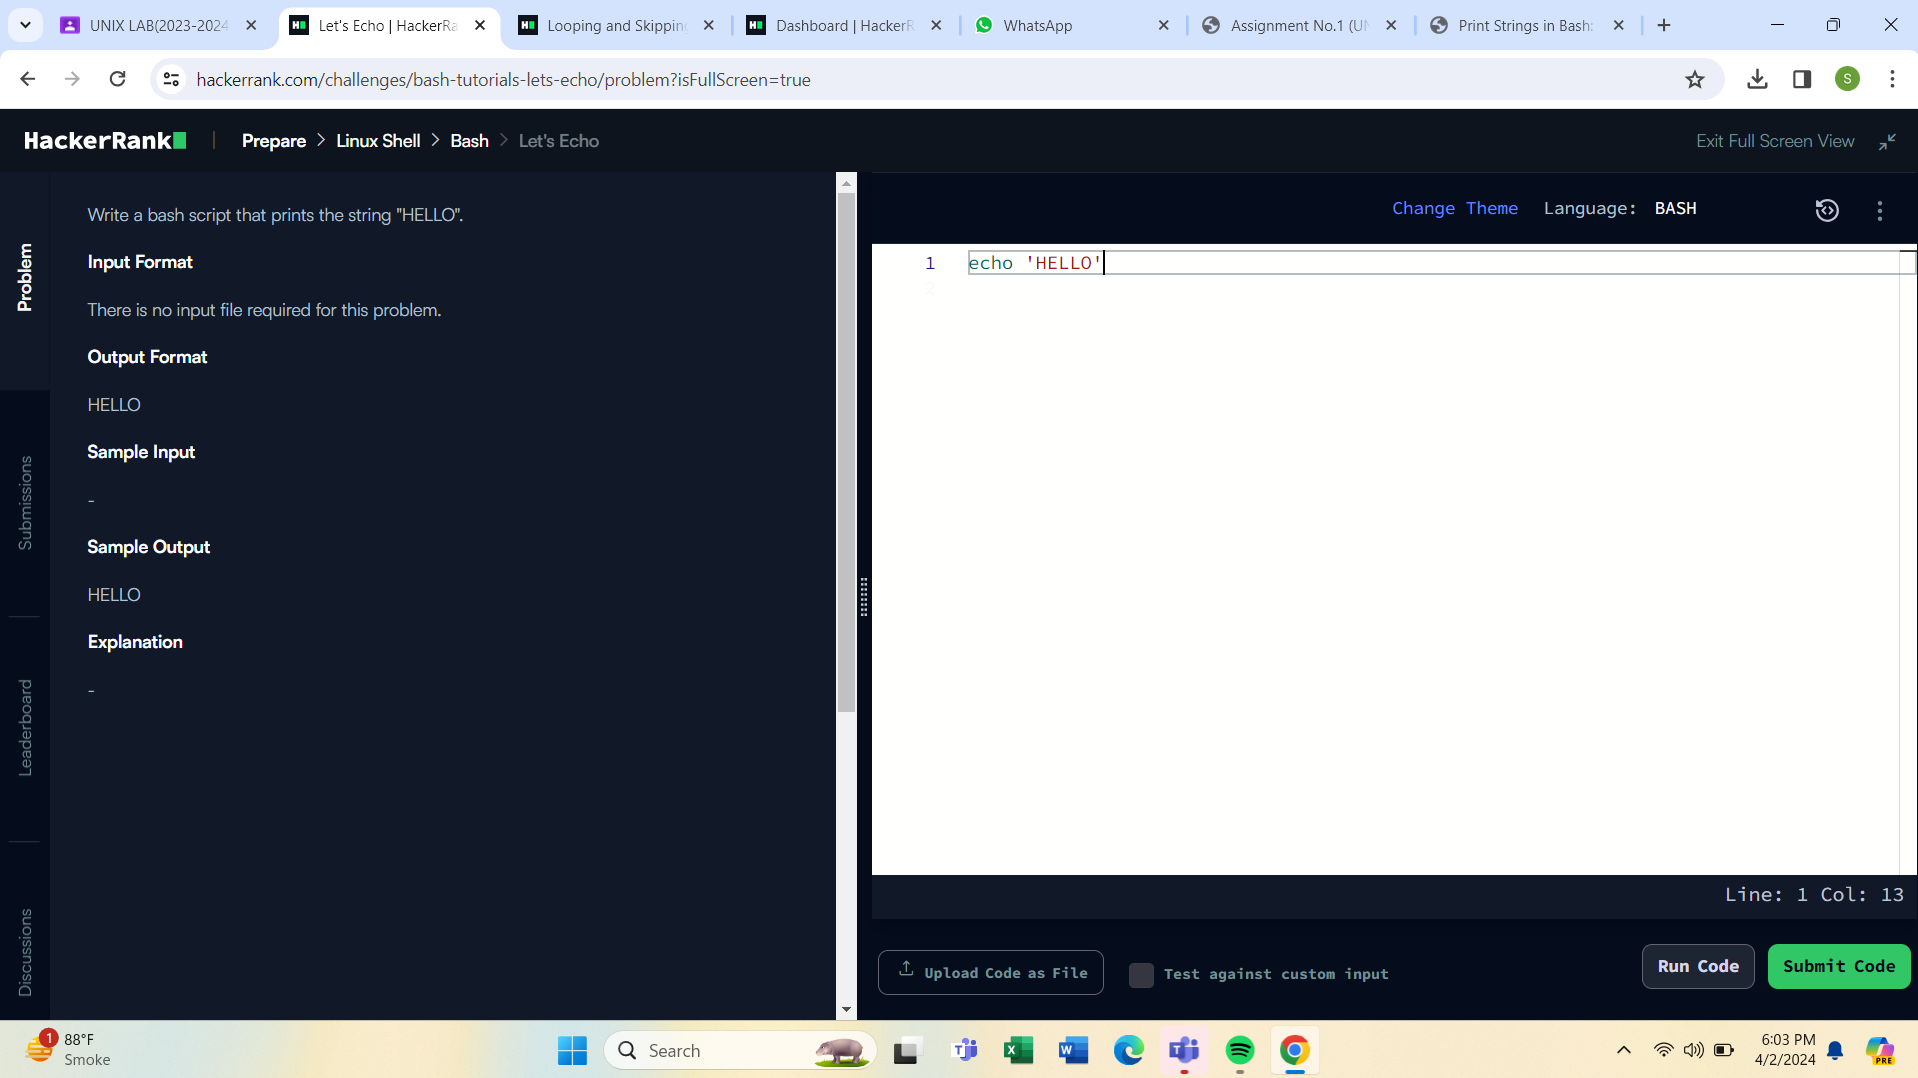 UNIX LAB(2023-2024
Let's Echo | HackerRa
Looping and Skipping
Dashboard | HackerR
WhatsApp
Assignment No.1 (UN
Print Strings in Bash:
hackerrank.com/challenges/bash-tutorials-lets-echo/problem?isFullScreen=true
S
HackerRank
Prepare > Linux Shell > Bash > Let's Echo
Exit Full Screen View
Problem
Submissions
Leaderboard
Discussions
Write a bash script that prints the string "HELLO".
Input Format
There is no input file required for this problem.
Output Format
HELLO
Sample Input
-
Sample Output
HELLO
Explanation
-
Change Theme Language: BASH
1 echo 'HELLO'
2
Line: 1 Col: 13
Upload Code as File
Test against custom input
Run Code
Submit Code
1
88°F
Smoke
Search
6:03 PM
4/2/2024
PRE